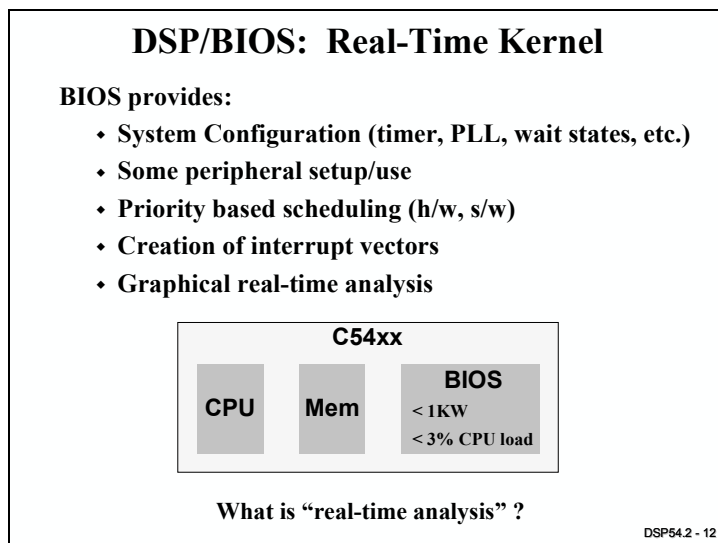 DSP/BIOS: Real-Time Kernel
BIOS provides:
◆ System Configuration (timer, PLL, wait states, etc.)
◆ Some peripheral setup/use
◆ Priority based scheduling (h/w, s/w)
◆ Creation of interrupt vectors
◆ Graphical real-time analysis
C54xx
CPU
Mem
BIOS
< 1KW
< 3% CPU load
What is “real-time analysis” ?
DSP54.2 - 12